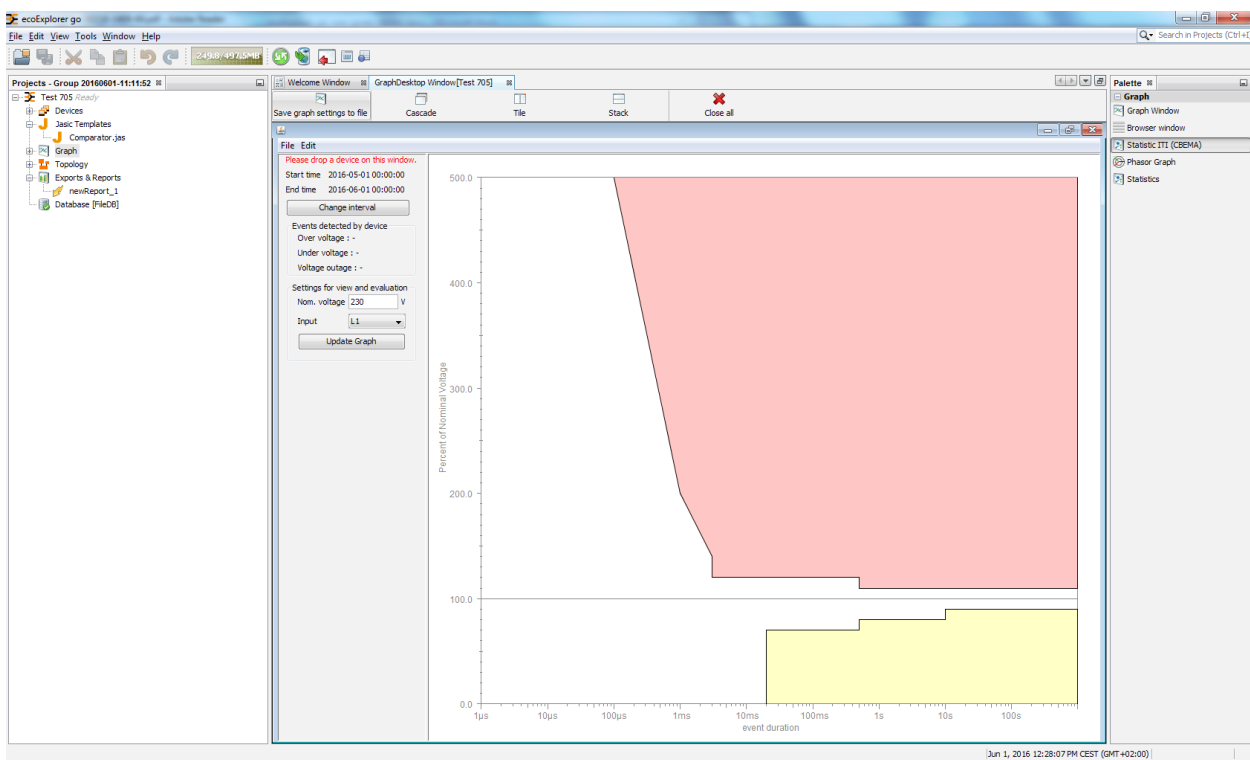 ecoExplorer go
File Edit View Tools Window Help
Search in Projects (Ctrl+I)
249.8/497.5MB
Projects - Group 20160601-11:11:52
Test 705 Ready
Devices
Jasic Templates
Comparator.jas
Graph
Topology
Exports & Reports
newReport_1
Database [FileDB]
Welcome Window
GraphDesktop Window[Test 705]
Save graph settings to file
Cascade
Tile
Stack
Close all
File Edit
Please drop a device on this window.
Start time 2016-05-01 00:00:00
End time 2016-06-01 00:00:00
Change interval
Events detected by device
Over voltage : -
Under voltage : -
Voltage outage : -
Settings for view and evaluation
Nom. voltage 230 V
Input L1
Update Graph
Percent of Nominal Voltage
500.0
400.0
300.0
200.0
100.0
0.0
1µs 10µs 100µs 1ms 10ms 100ms 1s 10s 100s
event duration
Palette
Graph
Graph Window
Browser window
Statistic ITI (CBEMA)
Phasor Graph
Statistics
Jun 1, 2016 12:28:07 PM CEST (GMT+02:00)